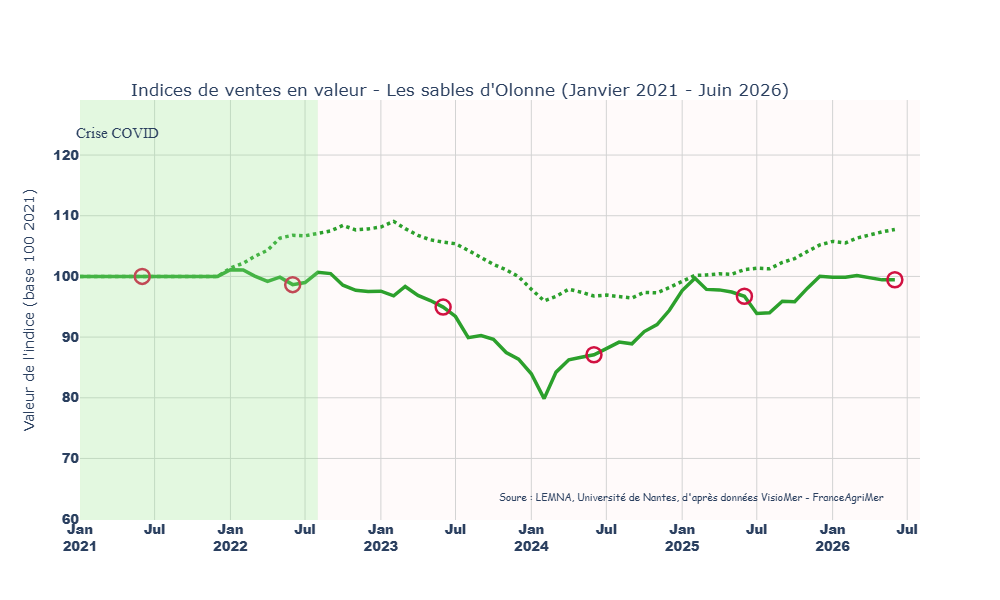 Indices de ventes en valeur - Les sables d'Olonne (Janvier 2021 - Juin 2026)
Crise COVID
Valeur de l'indice (base 100 2021)
120
110
100
90
80
70
60
Soure : LEMNA, Université de Nantes, d'après données VisioMer - FranceAgriMer
Jan Jul Jan Jul Jan Jul Jan Jul Jan Jul Jan Jul
2021 2022 2023 2024 2025 2026